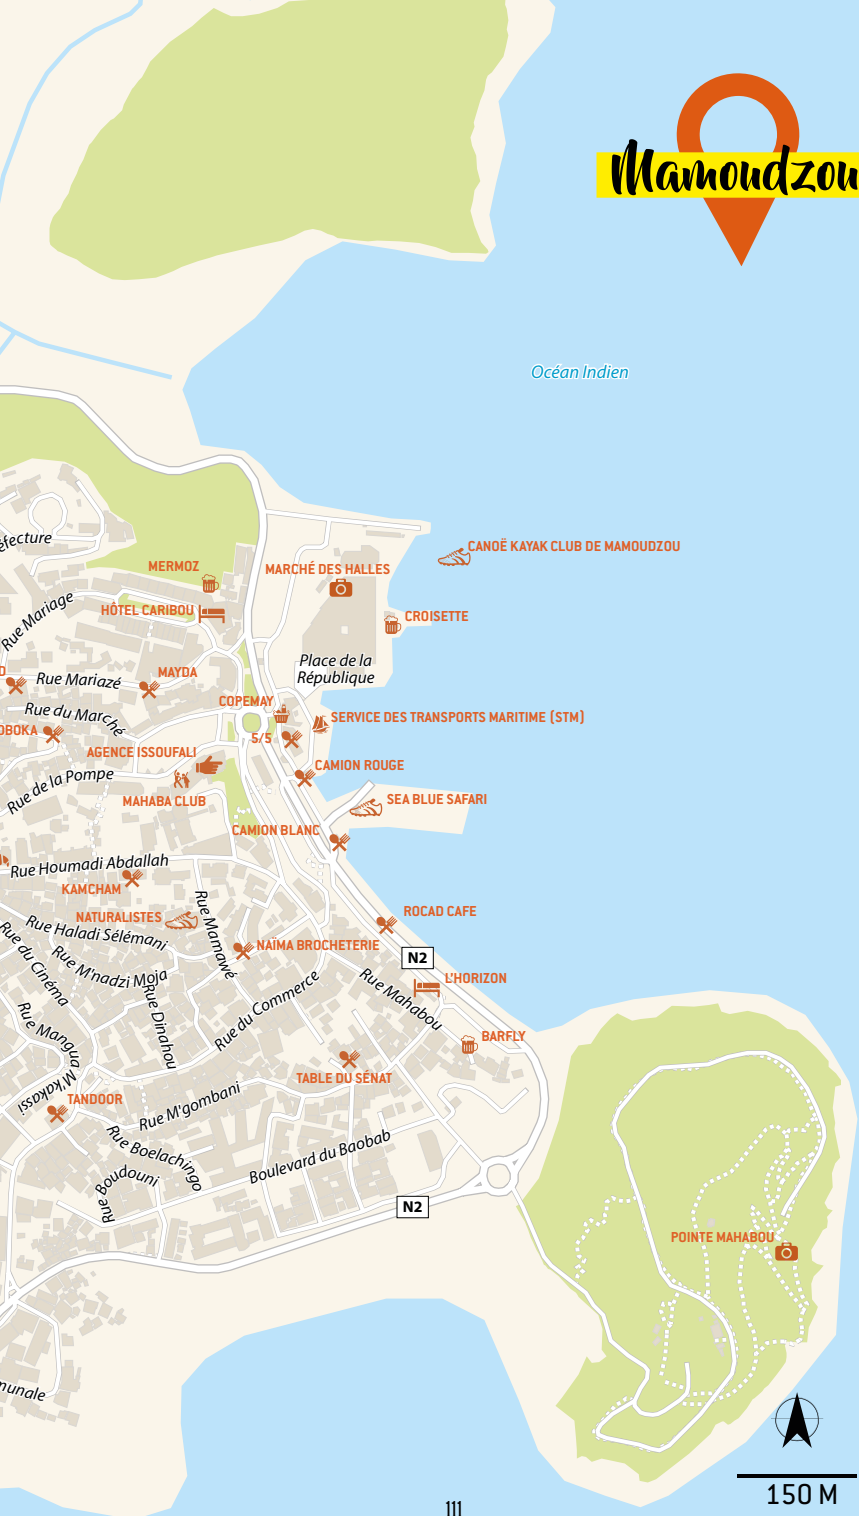 Mamoudzou
Océan Indien
CANOË KAYAK CLUB DE MAMOUDZOU
MERMOZ
MARCHÉ DES HALLES
HÔTEL CARIBOU
CROISETTE
Rue Mariage
Place de la
République
MAYDA
Rue Mariazé
COPEMAY
Rue du Marché
SERVICE DES TRANSPORTS MARITIME (STM)
5/5
AGENCE ISSOUFALI
CAMION ROUGE
Rue de la Pompe
MAHABA CLUB
SEA BLUE SAFARI
CAMION BLANC
Rue Houmadi Abdallah
KAMCHAM
NATURALISTES
ROCAD CAFE
Rue Haladi Sélémani
Rue Mamawé
NAÏMA BROCHETERIE
N2
Rue du Cinéma
Rue M'nadzi Moja
L'HORIZON
Rue Mahabou
Rue Dinahou
Rue du Commerce
Rue Mangua
BARFLY
TABLE DU SÉNAT
M'kakassi
TANDOOR
Rue M'gombani
Rue Boelachingo
Boulevard du Baobab
Rue Boudouni
N2
POINTE MAHABOU
150 M
111